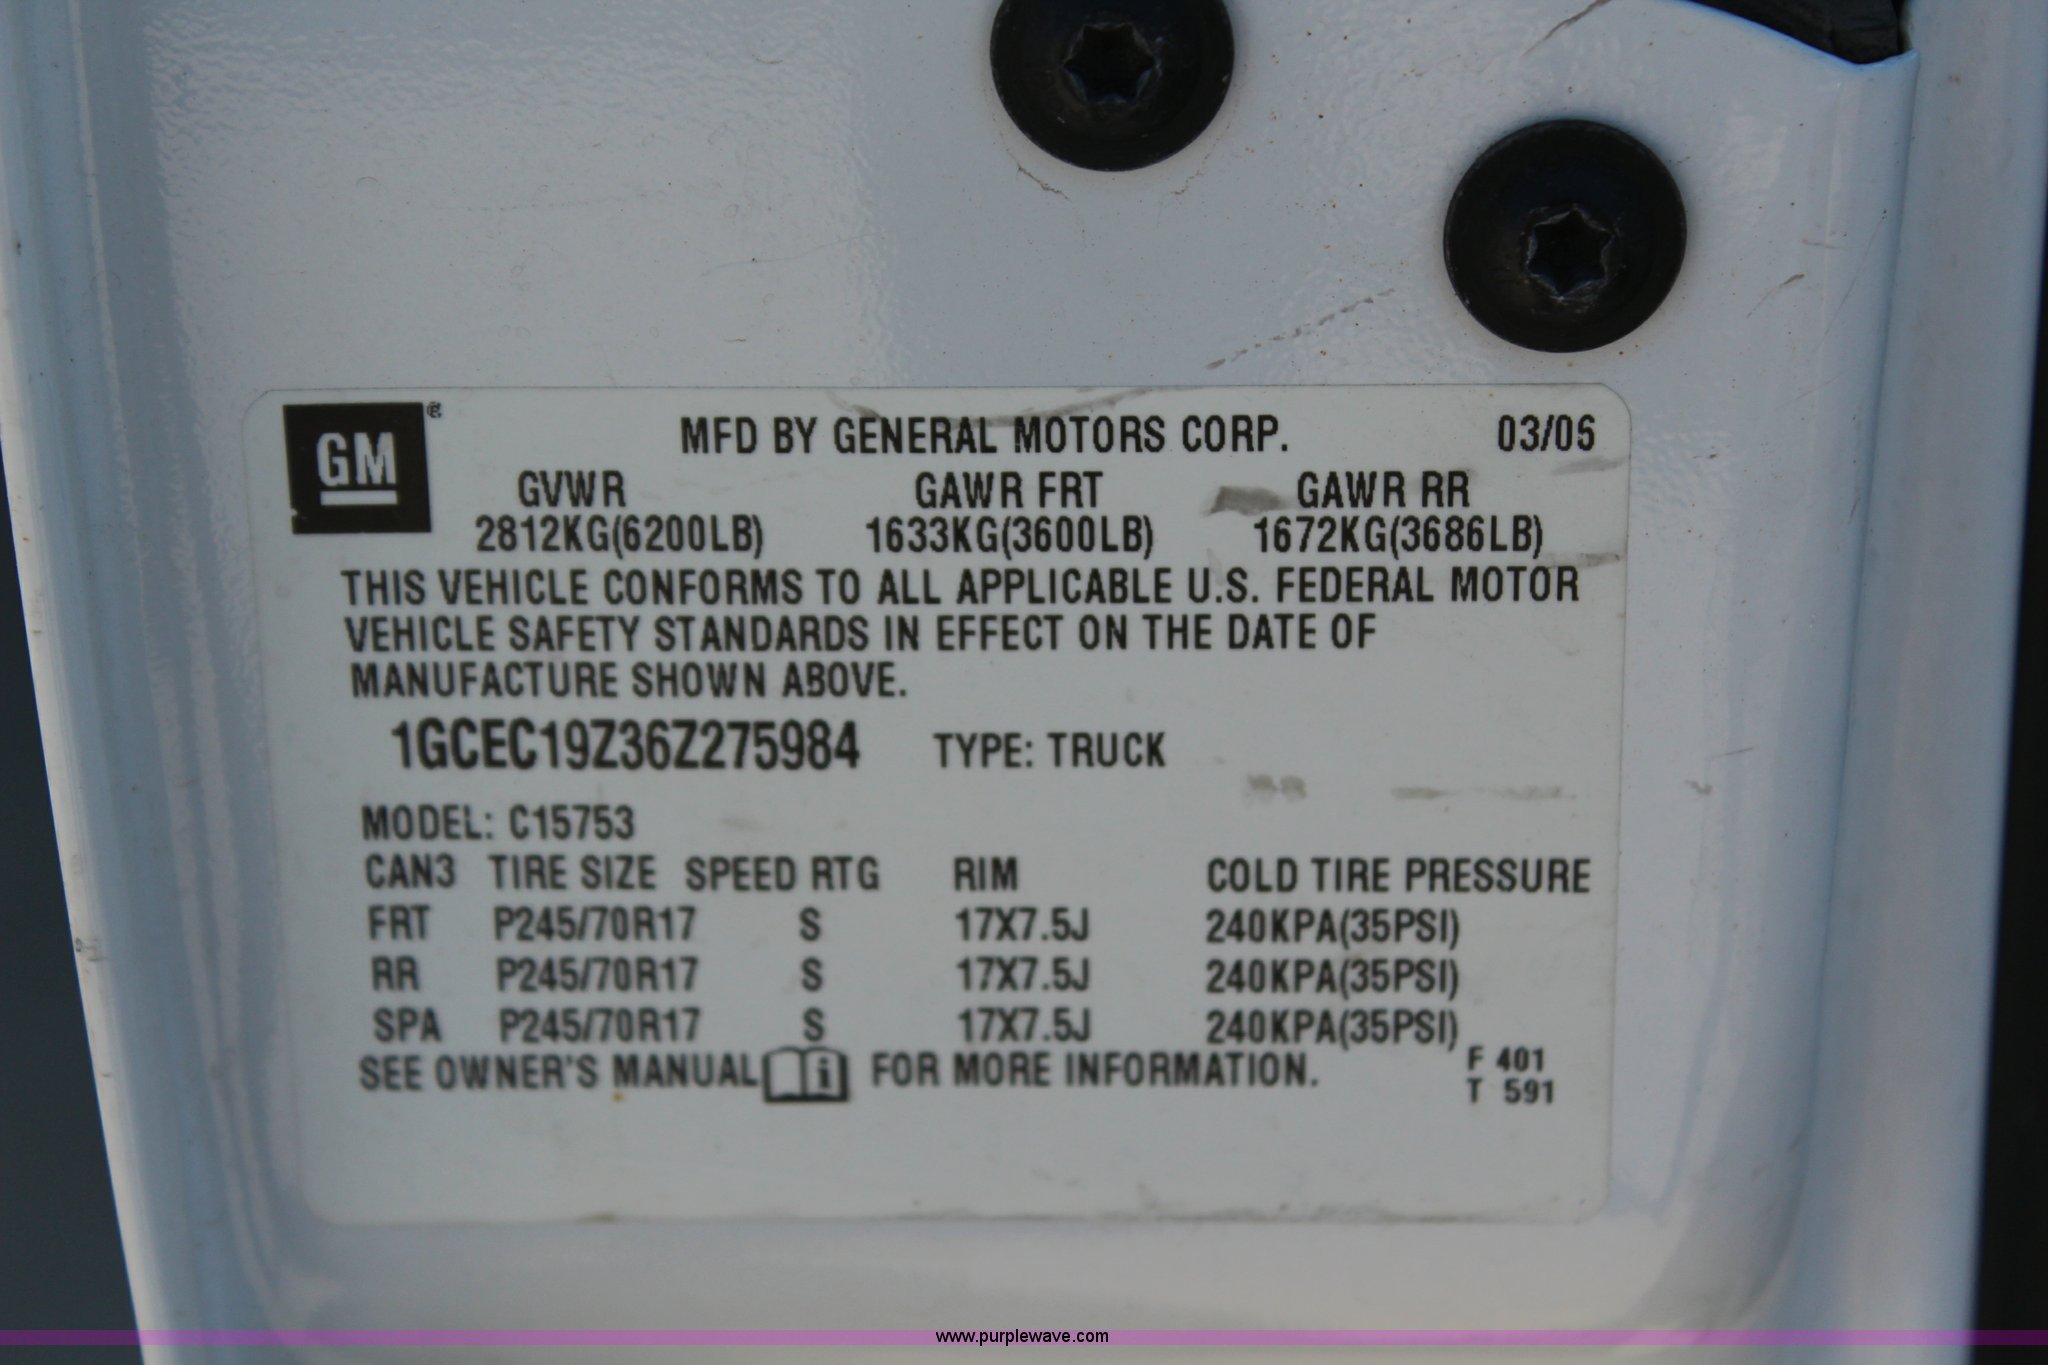 GM ®
MFD BY GENERAL MOTORS CORP. 03/06
GVWR GAWR FRT GAWR RR
2812KG(6200LB) 1633KG(3600LB) 1672KG(3686LB)
THIS VEHICLE CONFORMS TO ALL APPLICABLE U.S. FEDERAL MOTOR
VEHICLE SAFETY STANDARDS IN EFFECT ON THE DATE OF
MANUFACTURE SHOWN ABOVE.
1GCEC19Z36Z275984 TYPE: TRUCK
MODEL: C15753
CAN3 TIRE SIZE SPEED RTG RIM COLD TIRE PRESSURE
FRT P245/70R17 S 17X7.5J 240KPA(35PSI)
RR P245/70R17 S 17X7.5J 240KPA(35PSI)
SPA P245/70R17 S 17X7.5J 240KPA(35PSI)
SEE OWNER'S MANUAL i FOR MORE INFORMATION.
F 401
T 591
www.purplewave.com